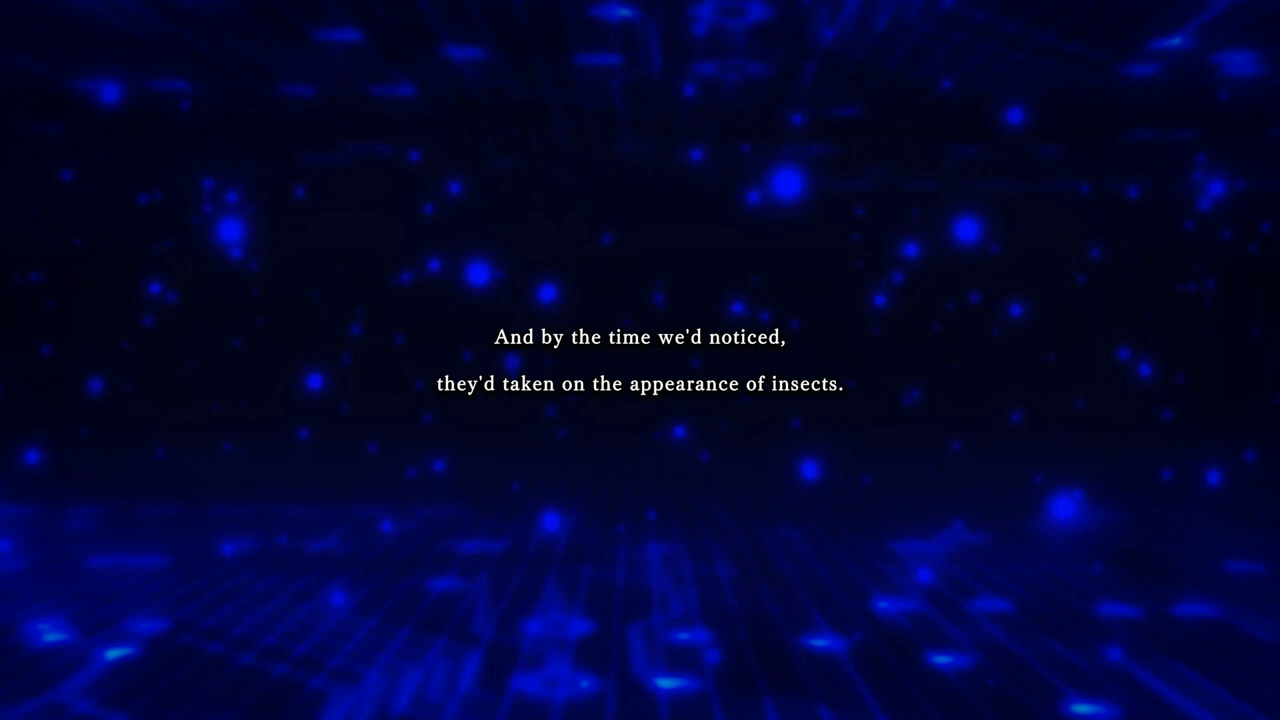 And by the time we'd noticed,
they'd taken on the appearance of insects.